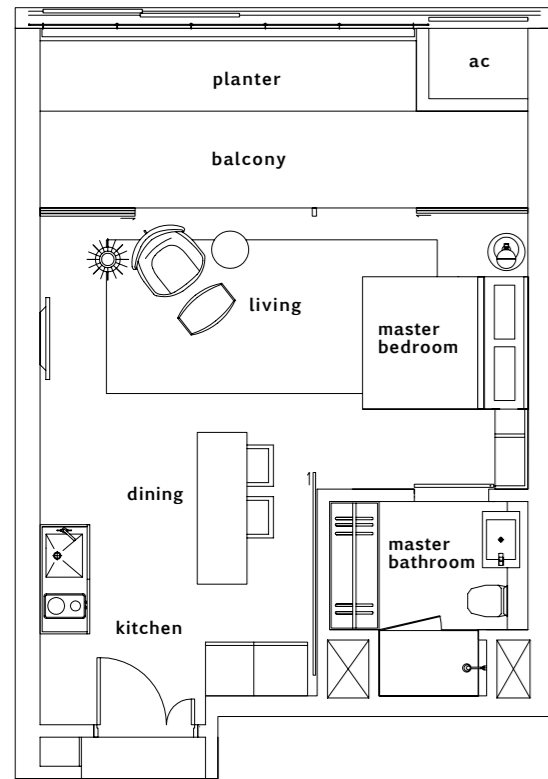 ac
planter
balcony
living
master
bedroom
dining
master
bathroom
kitchen